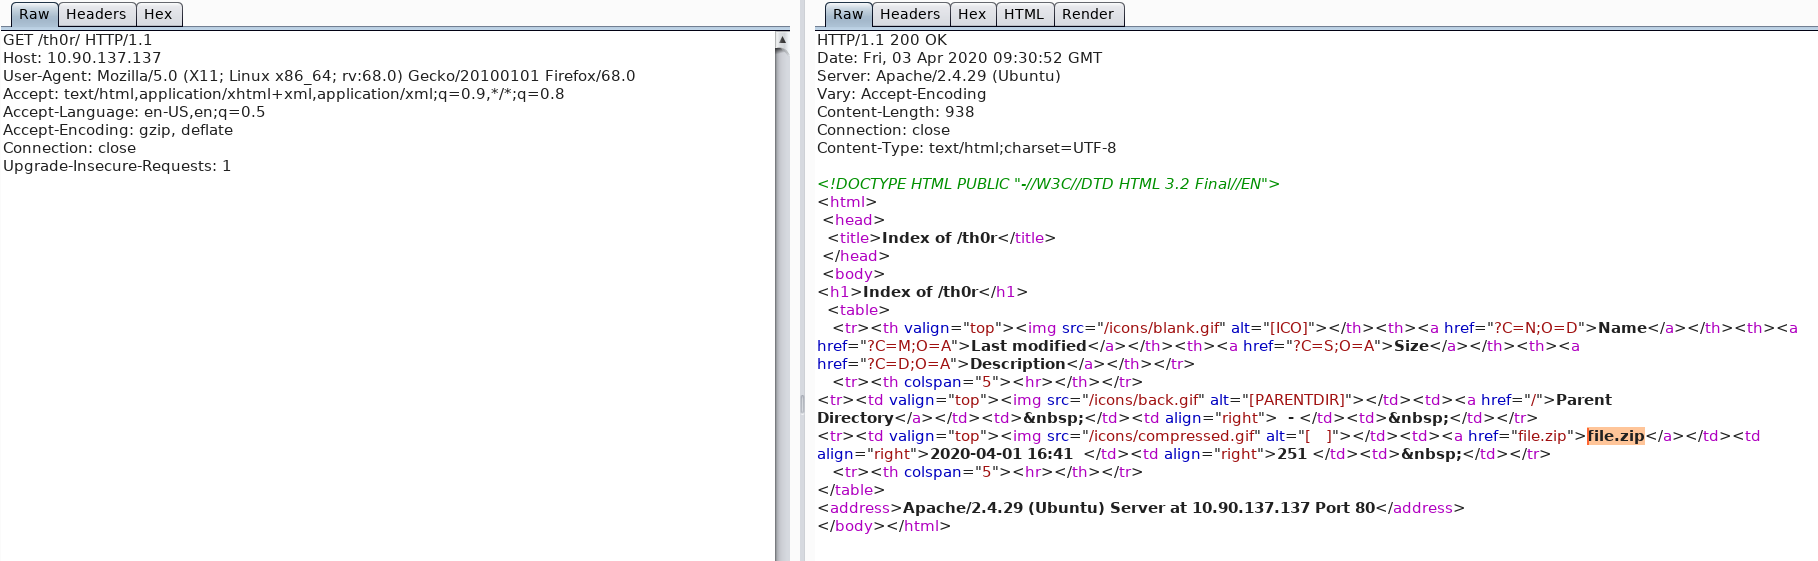 Raw Headers Hex
GET /th0r/ HTTP/1.1
Host: 10.90.137.137
User-Agent: Mozilla/5.0 (X11; Linux x86_64; rv:68.0) Gecko/20100101 Firefox/68.0
Accept: text/html,application/xhtml+xml,application/xml;q=0.9,*/*;q=0.8
Accept-Language: en-US,en;q=0.5
Accept-Encoding: gzip, deflate
Connection: close
Upgrade-Insecure-Requests: 1
Raw Headers Hex HTML Render
HTTP/1.1 200 OK
Date: Fri, 03 Apr 2020 09:30:52 GMT
Server: Apache/2.4.29 (Ubuntu)
Vary: Accept-Encoding
Content-Length: 938
Connection: close
Content-Type: text/html;charset=UTF-8
<!DOCTYPE HTML PUBLIC "-//W3C//DTD HTML 3.2 Final//EN">
<html>
<head>
<title>Index of /th0r</title>
</head>
<body>
<h1>Index of /th0r</h1>
<table>
<tr><th valign="top"><img src="/icons/blank.gif" alt="[ICO]"></th><th><a href="?C=N;O=D">Name</a></th><th><a
href="?C=M;O=A">Last modified</a></th><th><a href="?C=S;O=A">Size</a></th><th><a
href="?C=D;O=A">Description</a></th></tr>
<tr><th colspan="5"><hr></th></tr>
<tr><td valign="top"><img src="/icons/back.gif" alt="[PARENTDIR]"></td><td><a href="/">Parent
Directory</a></td><td>&nbsp;</td><td align="right">  - </td><td>&nbsp;</td></tr>
<tr><td valign="top"><img src="/icons/compressed.gif" alt="[   ]"></td><td><a href="file.zip">file.zip</a></td><td
align="right">2020-04-01 16:41  </td><td align="right">251 </td><td>&nbsp;</td></tr>
<tr><th colspan="5"><hr></th></tr>
</table>
<address>Apache/2.4.29 (Ubuntu) Server at 10.90.137.137 Port 80</address>
</body></html>